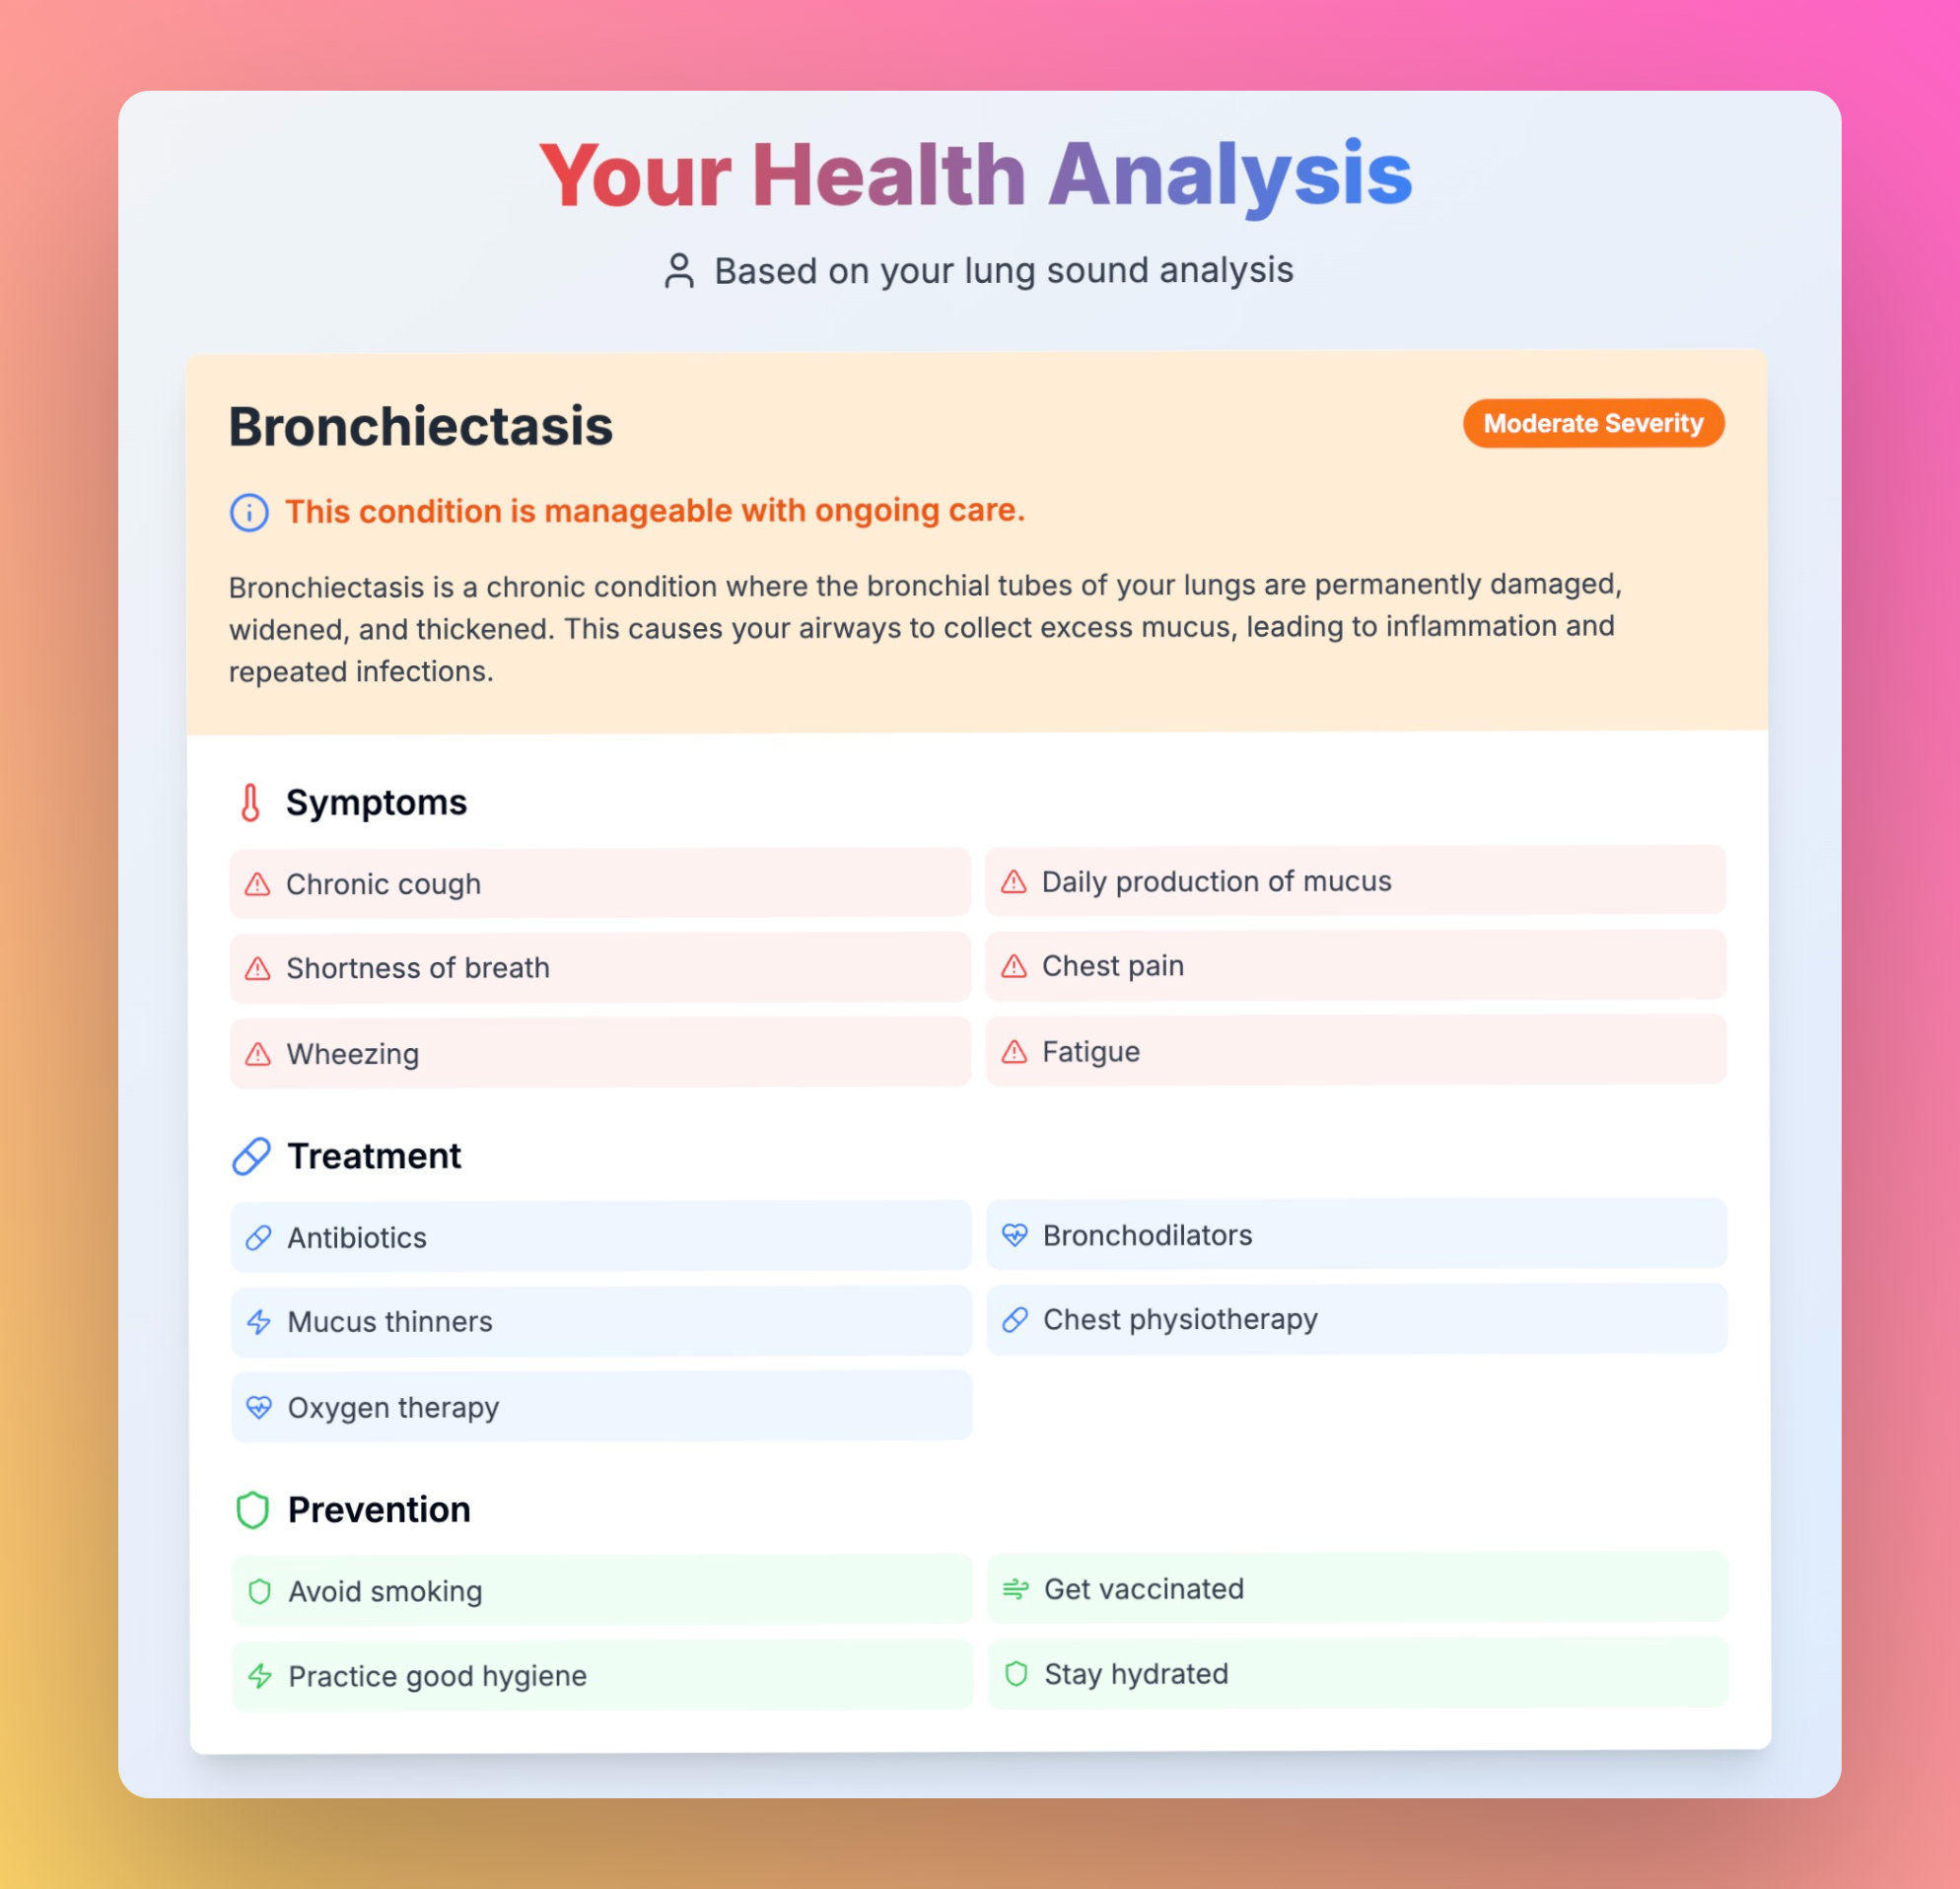 Your Health Analysis
Based on your lung sound analysis
Bronchiectasis
Moderate Severity
This condition is manageable with ongoing care.
Bronchiectasis is a chronic condition where the bronchial tubes of your lungs are permanently damaged,
widened, and thickened. This causes your airways to collect excess mucus, leading to inflammation and
repeated infections.
Symptoms
Chronic cough
Daily production of mucus
Shortness of breath
Chest pain
Wheezing
Fatigue
Treatment
Antibiotics
Bronchodilators
Mucus thinners
Chest physiotherapy
Oxygen therapy
Prevention
Avoid smoking
Get vaccinated
Practice good hygiene
Stay hydrated